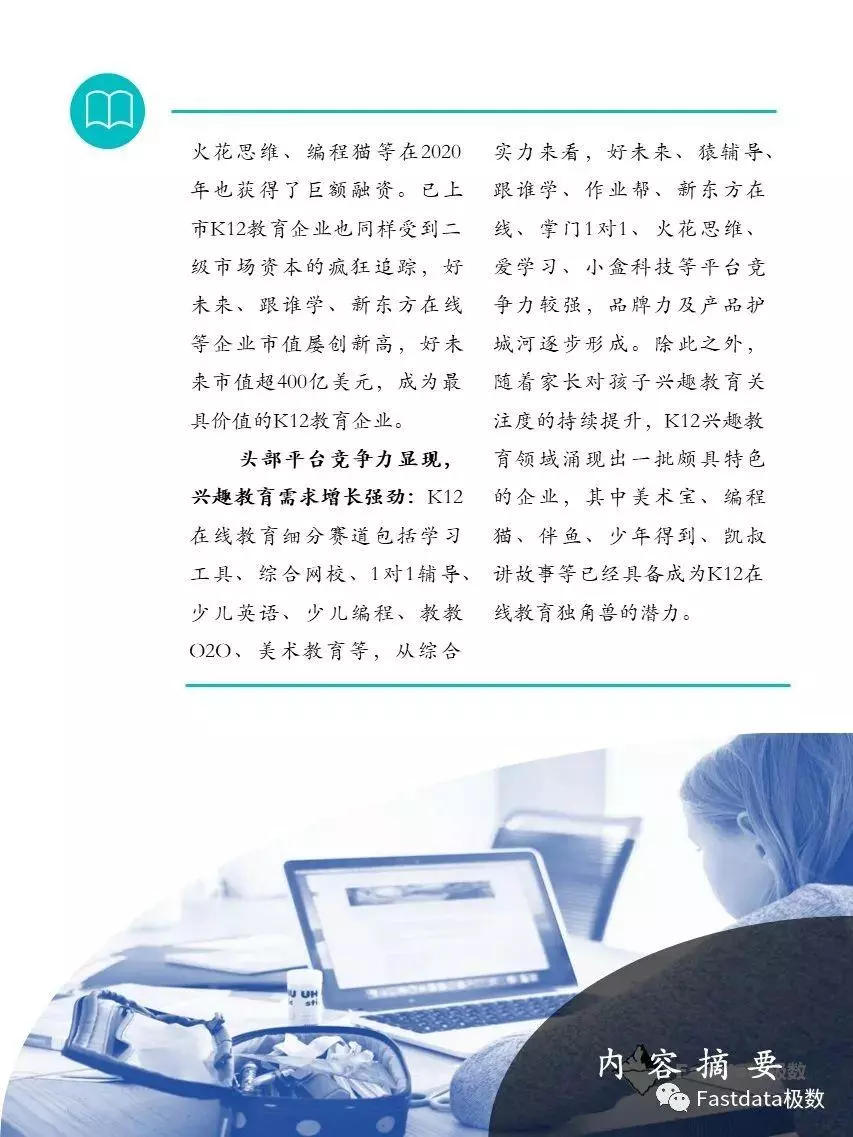 火花思维、编程猫等在2020
年也获得了巨额融资。已上
市K12教育企业也同样受到二
级市场资本的疯狂追踪，好
未来、跟谁学、新东方在线
等企业市值屡创新高，好未
来市值超400亿美元，成为最
具价值的K12教育企业。
头部平台竞争力显现，
兴趣教育需求增长强劲：K12
在线教育细分赛道包括学习
工具、综合网校、1对1辅导、
少儿英语、少儿编程、教教
O2O、美术教育等，从综合
实力来看，好未来、猿辅导、
跟谁学、作业帮、新东方在
线、掌门1对1、火花思维、
爱学习、小盒科技等平台竞
争力较强，品牌力及产品护
城河逐步形成。除此之外，
随着家长对孩子兴趣教育关
注度的持续提升，K12兴趣教
育领域涌现出一批颇具特色
的企业，其中美术宝、编程
猫、伴鱼、少年得到、凯叔
讲故事等已经具备成为K12在
线教育独角兽的潜力。
UH
内容摘要
极数
Fastdata极数